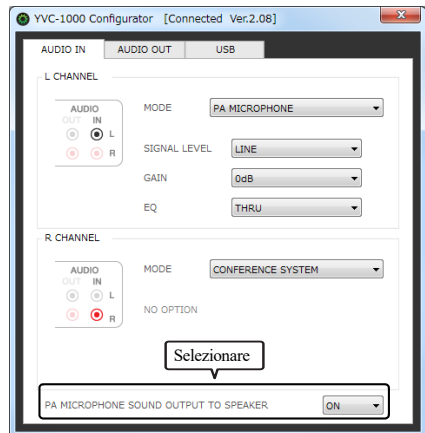 YVC-1000 Configurator [Connected Ver.2.08]
AUDIO IN AUDIO OUT USB
L CHANNEL
AUDIO
OUT IN
L
R
MODE PA MICROPHONE
SIGNAL LEVEL LINE
GAIN 0dB
EQ THRU
R CHANNEL
AUDIO
OUT IN
L
R
MODE CONFERENCE SYSTEM
NO OPTION
Selezionare
PA MICROPHONE SOUND OUTPUT TO SPEAKER ON